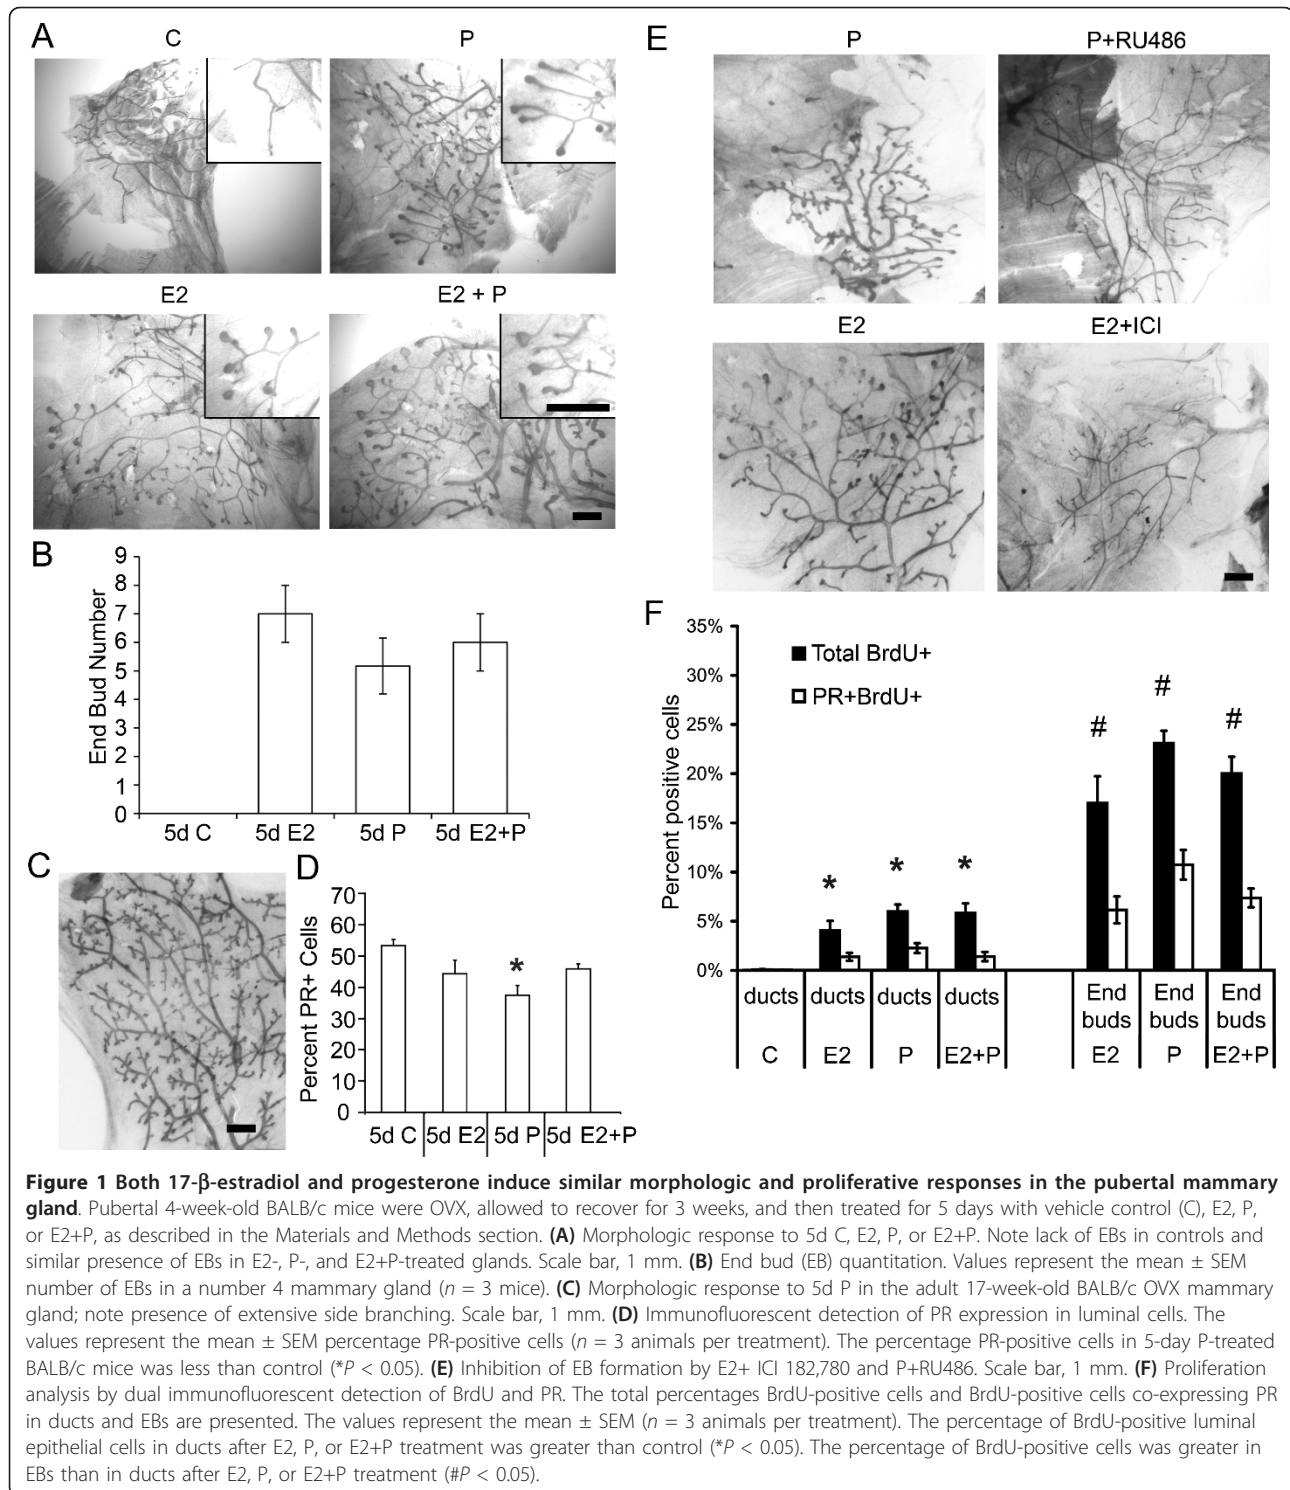 A
C
P
E2
E2 + P
B
End Bud Number
9
8
7
6
5
4
3
2
1
0
5d C
5d E2
5d P
5d E2+P
C
D
Percent PR+ Cells
70
60
50
40
30
20
10
0
*
5d C
5d E2
5d P
5d E2+P
E
P
P+RU486
E2
E2+ICI
F
Percent positive cells
35%
30%
25%
20%
15%
10%
5%
0%
Total BrdU+
PR+BrdU+
* * *
# # #
ducts ducts ducts ducts End buds End buds End buds
C E2 P E2+P E2 P E2+P
Figure 1 Both 17-β-estradiol and progesterone induce similar morphologic and proliferative responses in the pubertal mammary
gland. Pubertal 4-week-old BALB/c mice were OVX, allowed to recover for 3 weeks, and then treated for 5 days with vehicle control (C), E2, P,
or E2+P, as described in the Materials and Methods section. (A) Morphologic response to 5d C, E2, P, or E2+P. Note lack of EBs in controls and
similar presence of EBs in E2-, P-, and E2+P-treated glands. Scale bar, 1 mm. (B) End bud (EB) quantitation. Values represent the mean ± SEM
number of EBs in a number 4 mammary gland (n = 3 mice). (C) Morphologic response to 5d P in the adult 17-week-old BALB/c OVX mammary
gland; note presence of extensive side branching. Scale bar, 1 mm. (D) Immunofluorescent detection of PR expression in luminal cells. The
values represent the mean ± SEM percentage PR-positive cells (n = 3 animals per treatment). The percentage PR-positive cells in 5-day P-treated
BALB/c mice was less than control (*P < 0.05). (E) Inhibition of EB formation by E2+ ICI 182,780 and P+RU486. Scale bar, 1 mm. (F) Proliferation
analysis by dual immunofluorescent detection of BrdU and PR. The total percentages BrdU-positive cells and BrdU-positive cells co-expressing PR
in ducts and EBs are presented. The values represent the mean ± SEM (n = 3 animals per treatment). The percentage of BrdU-positive luminal
epithelial cells in ducts after E2, P, or E2+P treatment was greater than control (*P < 0.05). The percentage of BrdU-positive cells was greater in
EBs than in ducts after E2, P, or E2+P treatment (#P < 0.05).